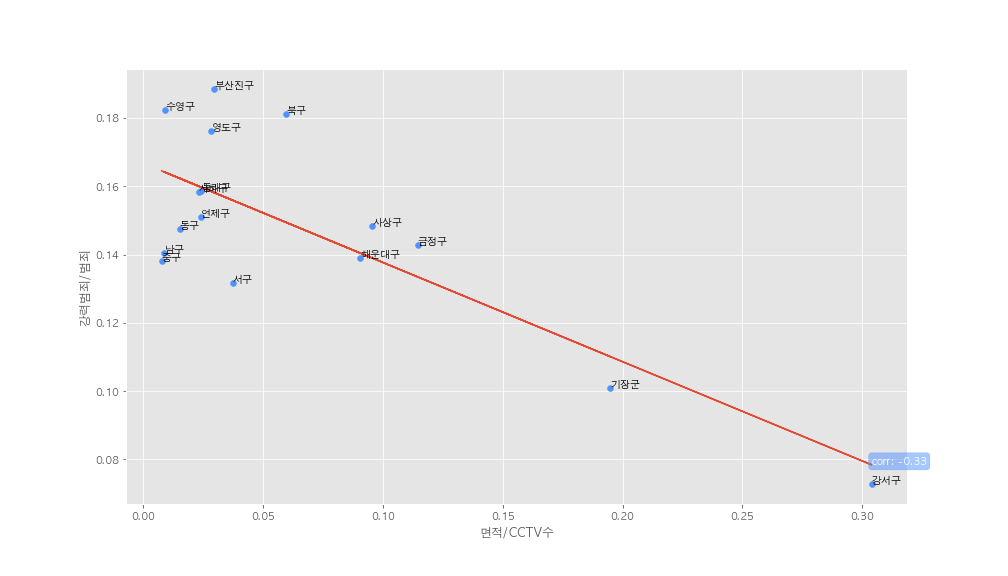 부산진구
수영구
북구
0.18
영도구
0.16
동래구
연제구
동구
사상구
금정구
남구
해운대구
0.14
중구
서구
강력범죄/범죄
0.12
기장군
0.10
corr: -0.33
0.08
강서구
0.00
0.05
0.10
0.15
0.20
0.25
0.30
면적/CCTV수